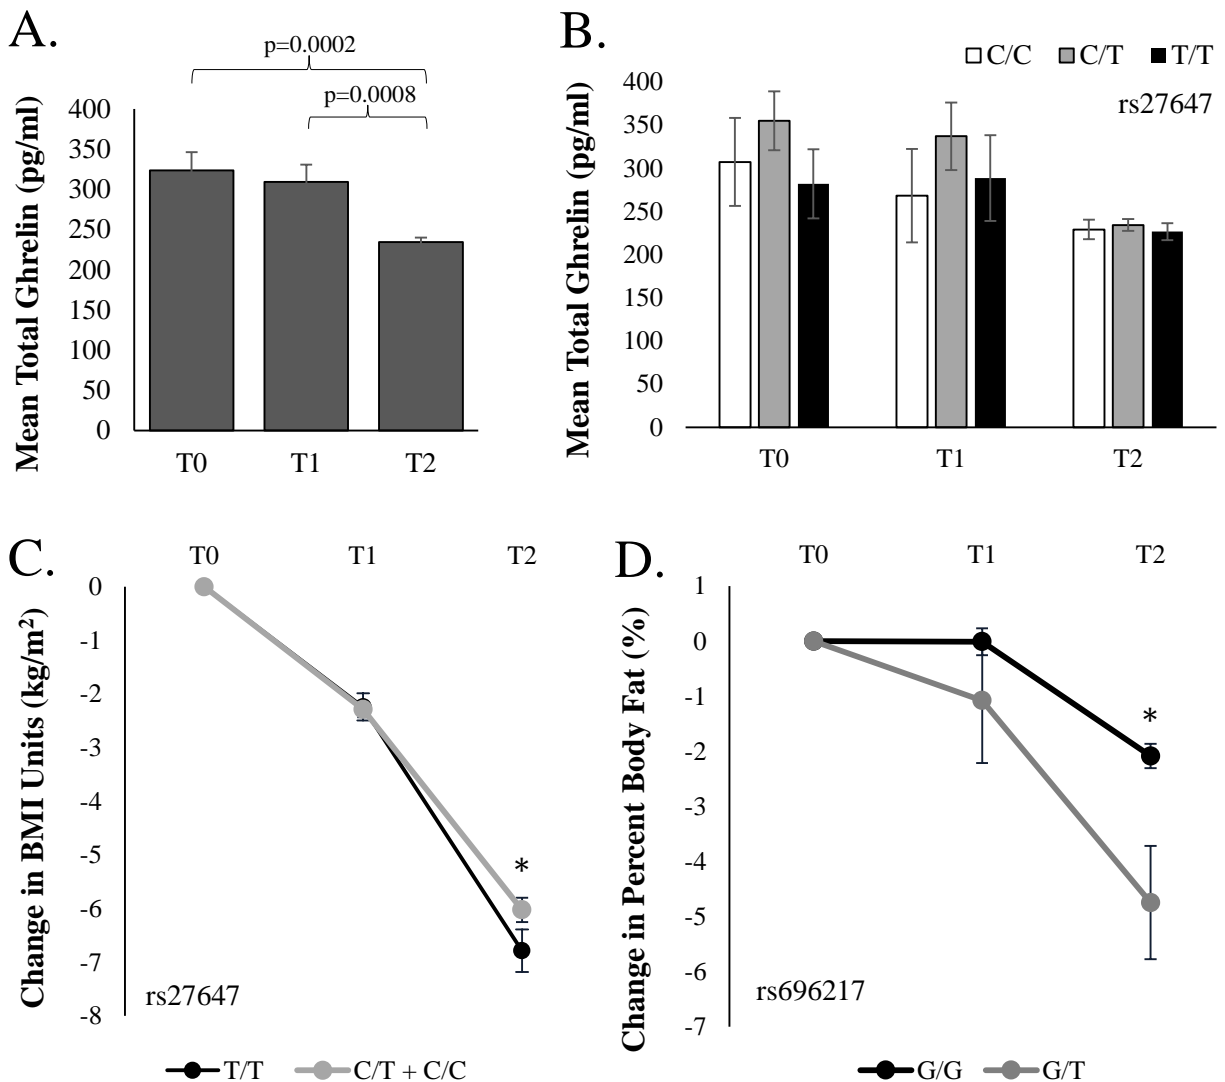 A.
p=0.0002
p=0.0008
Mean Total Ghrelin (pg/ml)
400
350
300
250
200
150
100
50
0
T0 T1 T2
B.
C/C C/T T/T
rs27647
Mean Total Ghrelin (pg/ml)
400
350
300
250
200
150
100
50
0
T0 T1 T2
C.
T0 T1 T2
Change in BMI Units (kg/m²)
0
-1
-2
-3
-4
-5
-6
-7
-8
*
rs27647
T/T C/T + C/C
D.
T0 T1 T2
Change in Percent Body Fat (%)
1
0
-1
-2
-3
-4
-5
-6
-7
*
rs696217
G/G G/T